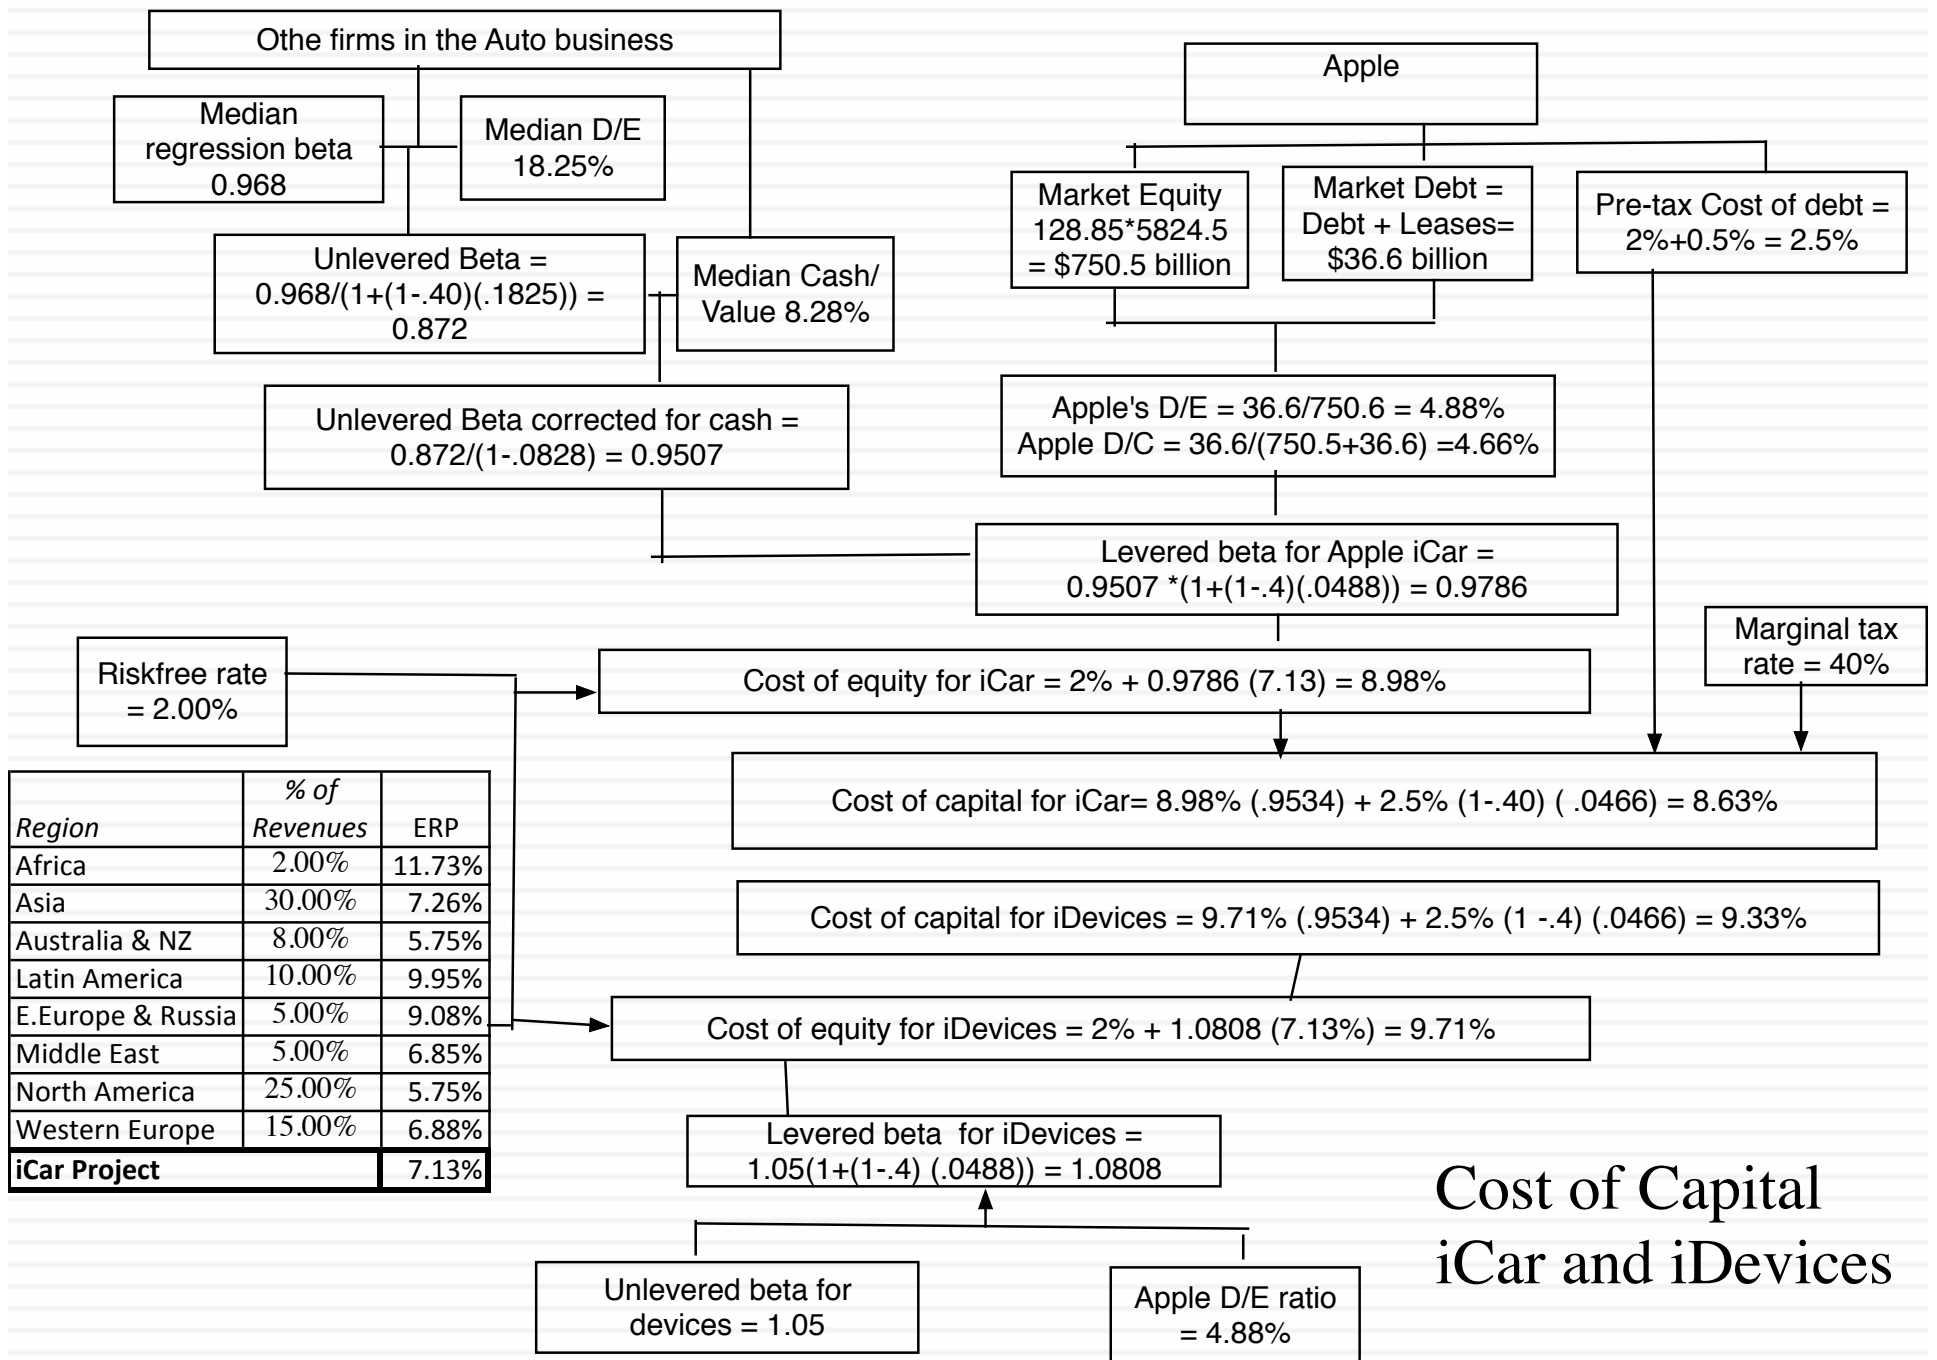 Othe firms in the Auto business
Median
regression beta
0.968
Median D/E
18.25%
Unlevered Beta =
0.968/(1+(1-.40)(.1825)) =
0.872
Median Cash/
Value 8.28%
Unlevered Beta corrected for cash =
0.872/(1-.0828) = 0.9507
Apple
Market Equity
128.85*5824.5
= $750.5 billion
Market Debt =
Debt + Leases=
$36.6 billion
Pre-tax Cost of debt =
2%+0.5% = 2.5%
Apple's D/E = 36.6/750.6 = 4.88%
Apple D/C = 36.6/(750.5+36.6) =4.66%
Levered beta for Apple iCar =
0.9507 *(1+(1-.4)(.0488)) = 0.9786
Marginal tax
rate = 40%
Riskfree rate
= 2.00%
Cost of equity for iCar = 2% + 0.9786 (7.13) = 8.98%
Cost of capital for iCar= 8.98% (.9534) + 2.5% (1-.40) ( .0466) = 8.63%
Cost of capital for iDevices = 9.71% (.9534) + 2.5% (1 -.4) (.0466) = 9.33%
Cost of equity for iDevices = 2% + 1.0808 (7.13%) = 9.71%
Levered beta for iDevices =
1.05(1+(1-.4) (.0488)) = 1.0808
Unlevered beta for
devices = 1.05
Apple D/E ratio
= 4.88%
Region % of Revenues ERP
Africa 2.00% 11.73%
Asia 30.00% 7.26%
Australia & NZ 8.00% 5.75%
Latin America 10.00% 9.95%
E.Europe & Russia 5.00% 9.08%
Middle East 5.00% 6.85%
North America 25.00% 5.75%
Western Europe 15.00% 6.88%
iCar Project 7.13%
Cost of Capital
iCar and iDevices